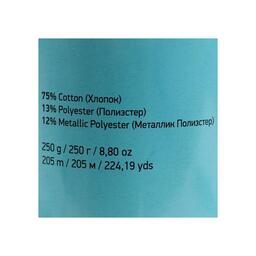 75% Cotton (Хлопок)
13% Polyester (Полиэстер)
12% Metallic Polyester (Металлик Полиэстер)
250 g / 250 г / 8,80 oz
205 m / 205 м / 224,19 yds